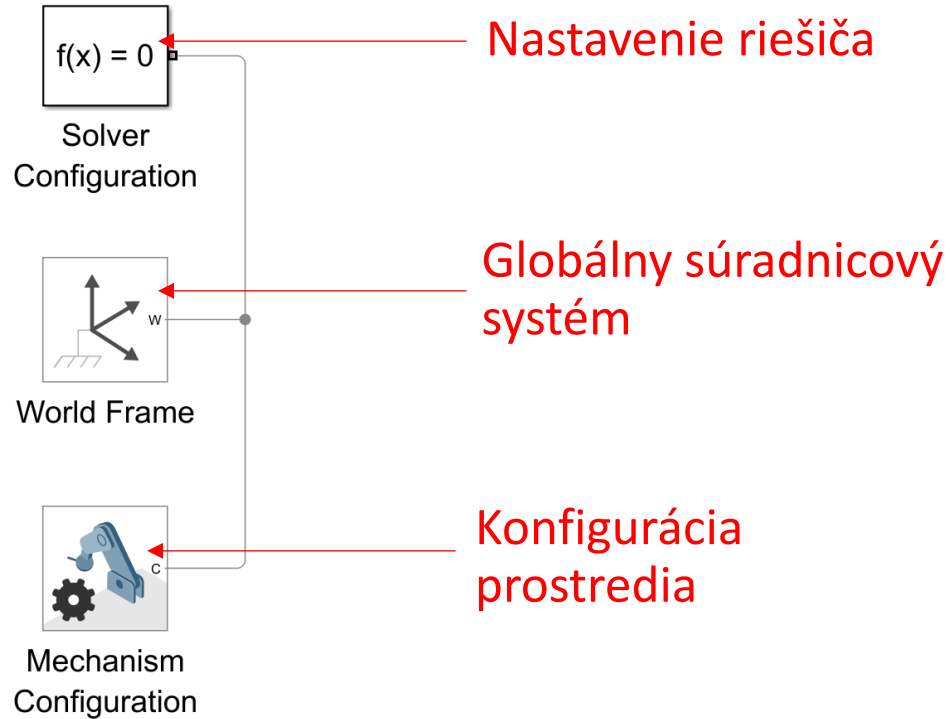 f(x) = 0
Nastavenie riešiča
Solver
Configuration
Globálny súradnicový
systém
W
World Frame
Konfigurácia
prostredia
C
Mechanism
Configuration